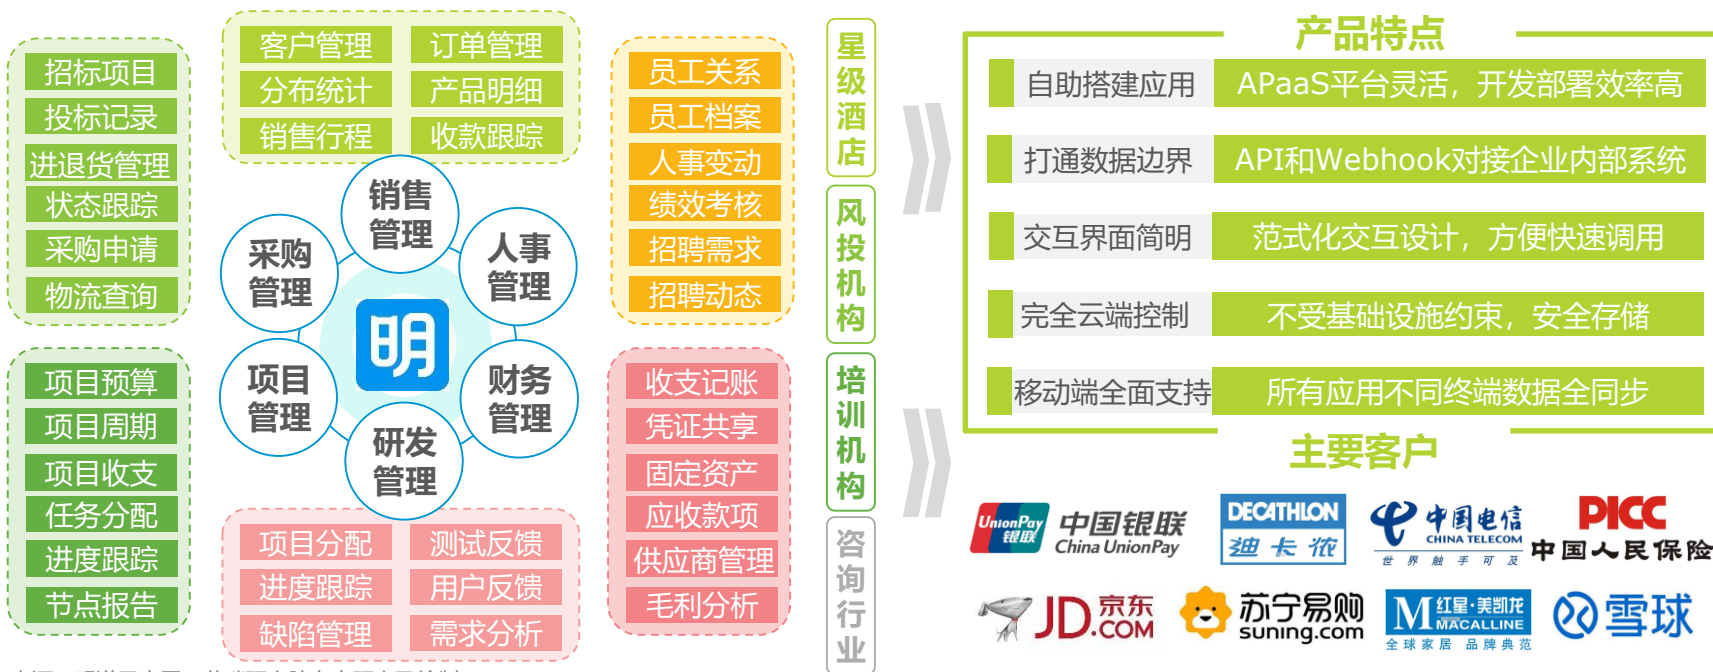 招标项目
投标记录
进退货管理
状态跟踪
采购申请
物流查询
客户管理
订单管理
分布统计
产品明细
销售行程
收款跟踪
员工关系
员工档案
人事变动
绩效考核
招聘需求
招聘动态
销售
管理
采购
管理
人事
管理
明
项目
管理
财务
管理
研发
管理
项目预算
项目周期
项目收支
任务分配
进度跟踪
节点报告
项目分配
测试反馈
进度跟踪
用户反馈
缺陷管理
需求分析
收支记账
凭证共享
固定资产
应收款项
供应商管理
毛利分析
星级酒店
风投机构
培训机构
咨询行业
产品特点
自助搭建应用
APaaS平台灵活，开发部署效率高
打通数据边界
API和Webhook对接企业内部系统
交互界面简明
范式化交互设计，方便快速调用
完全云端控制
不受基础设施约束，安全存储
移动端全面支持
所有应用不同终端数据全同步
主要客户
UnionPay
银联
中国银联
China UnionPay
DECATHLON
迪卡侬
中国电信
CHINA TELECOM
世界触手可及
PICC
中国人民保险
JD.COM
京东
苏宁易购
suning.com
M
红星·美凯龙
MACALLINE
全球家居 品牌典范
雪球